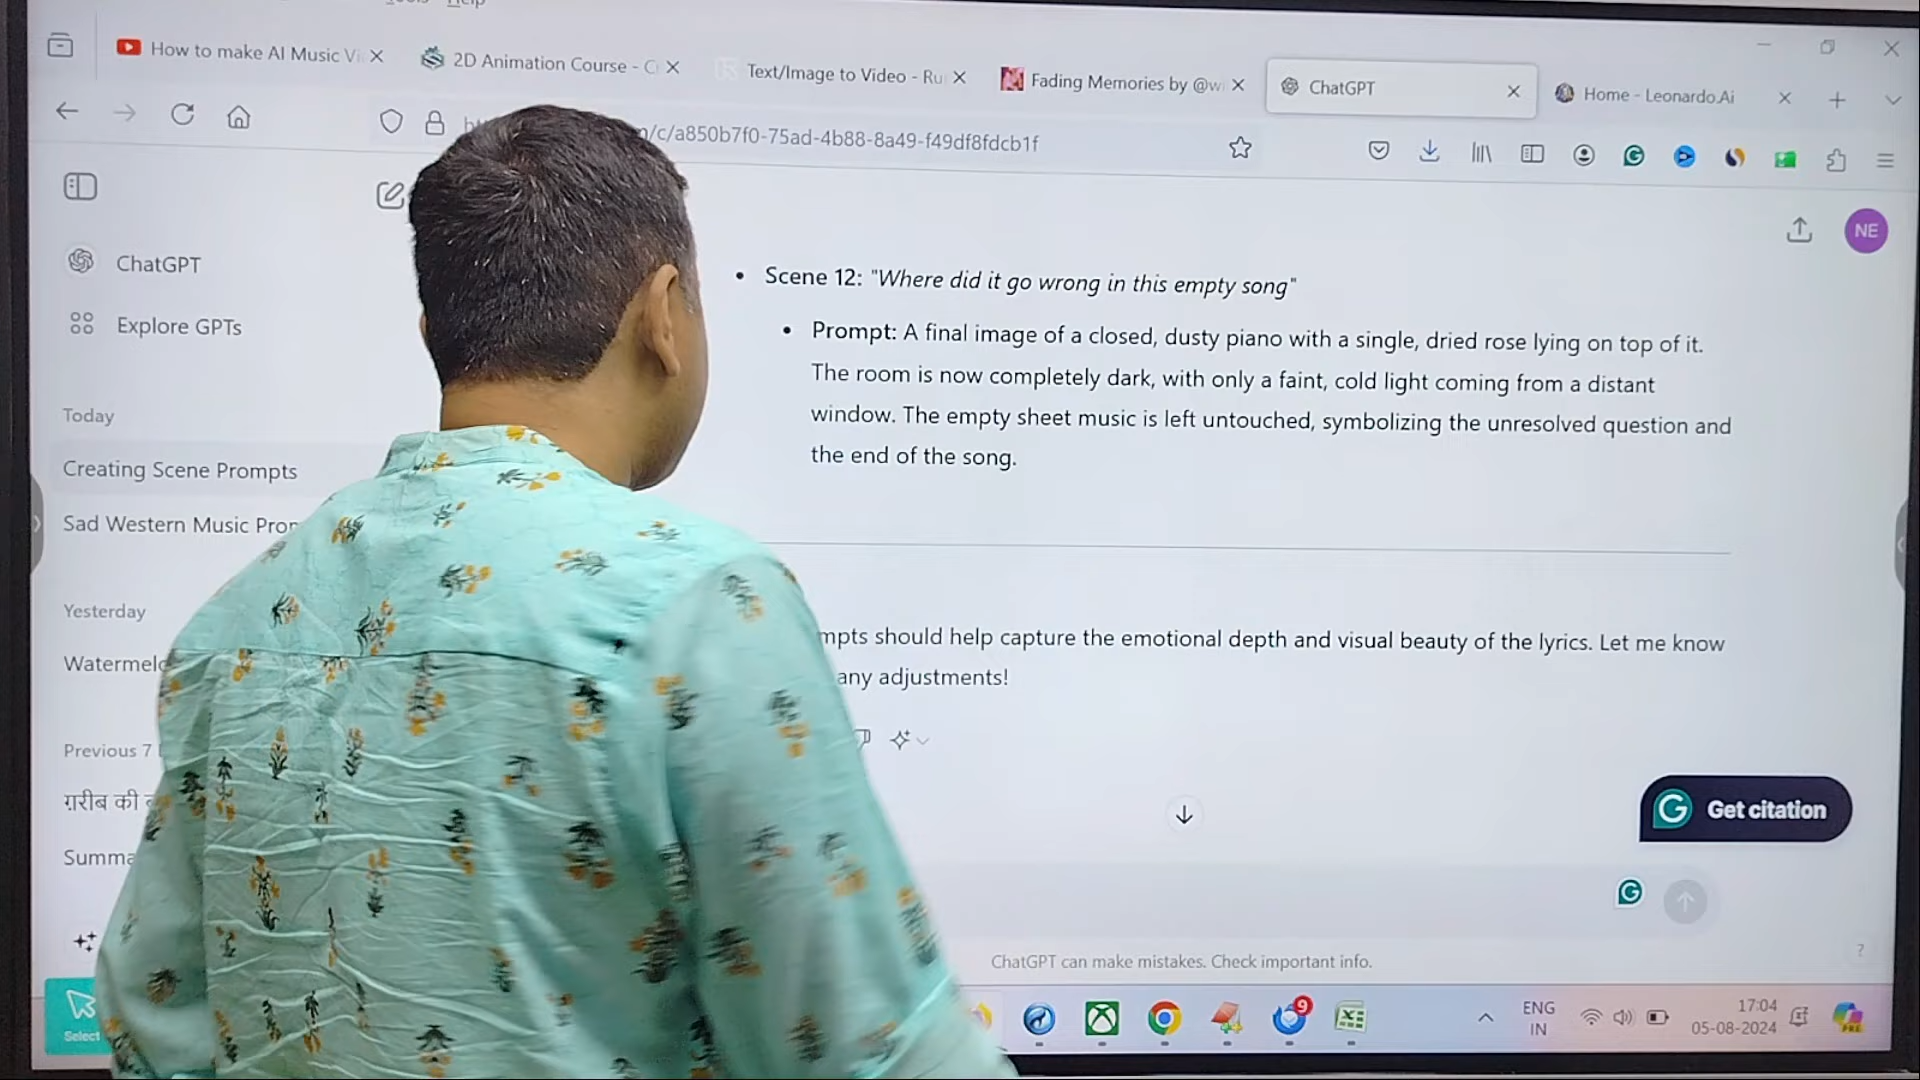 Help
How to make AI Music Vi
2D Animation Course - C
Text/Image to Video - Ru
Fading Memories by @w
ChatGPT
Home - Leonardo.Ai
/c/a850b7f0-75ad-4b88-8a49-f49df8fdcb1f
NE
ChatGPT
Explore GPTs
Today
Creating Scene Prompts
Sad Western Music Pro
Yesterday
Watermel
Previous 7
ग़रीब की
Summa
Scene 12: "Where did it go wrong in this empty song"
Prompt: A final image of a closed, dusty piano with a single, dried rose lying on top of it.
The room is now completely dark, with only a faint, cold light coming from a distant
window. The empty sheet music is left untouched, symbolizing the unresolved question and
the end of the song.
mpts should help capture the emotional depth and visual beauty of the lyrics. Let me know
any adjustments!
Get citation
ChatGPT can make mistakes. Check important info.
?
Select
9
ENG
IN
17:04
05-08-2024
PRE